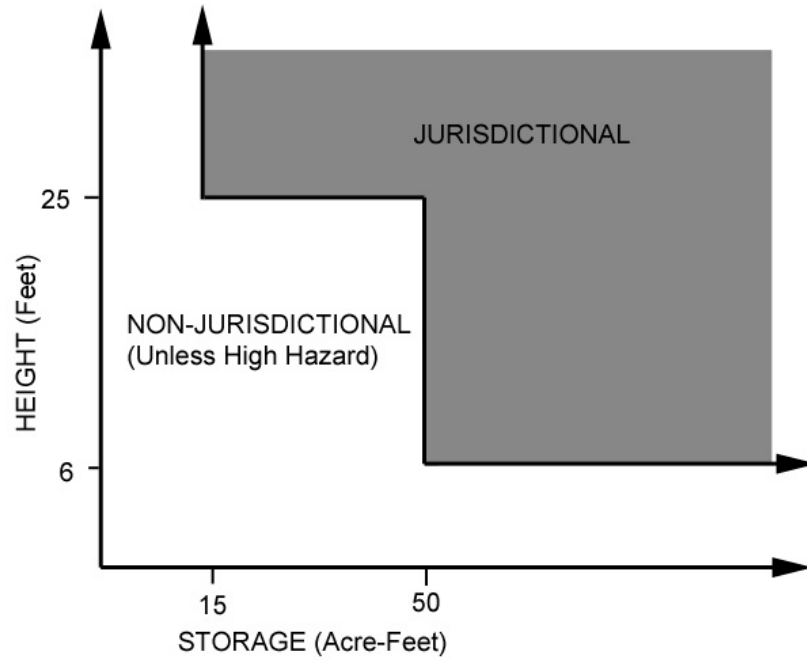 JURISDICTIONAL
25
HEIGHT (Feet)
NON-JURISDICTIONAL
(Unless High Hazard)
6
15
50
STORAGE (Acre-Feet)